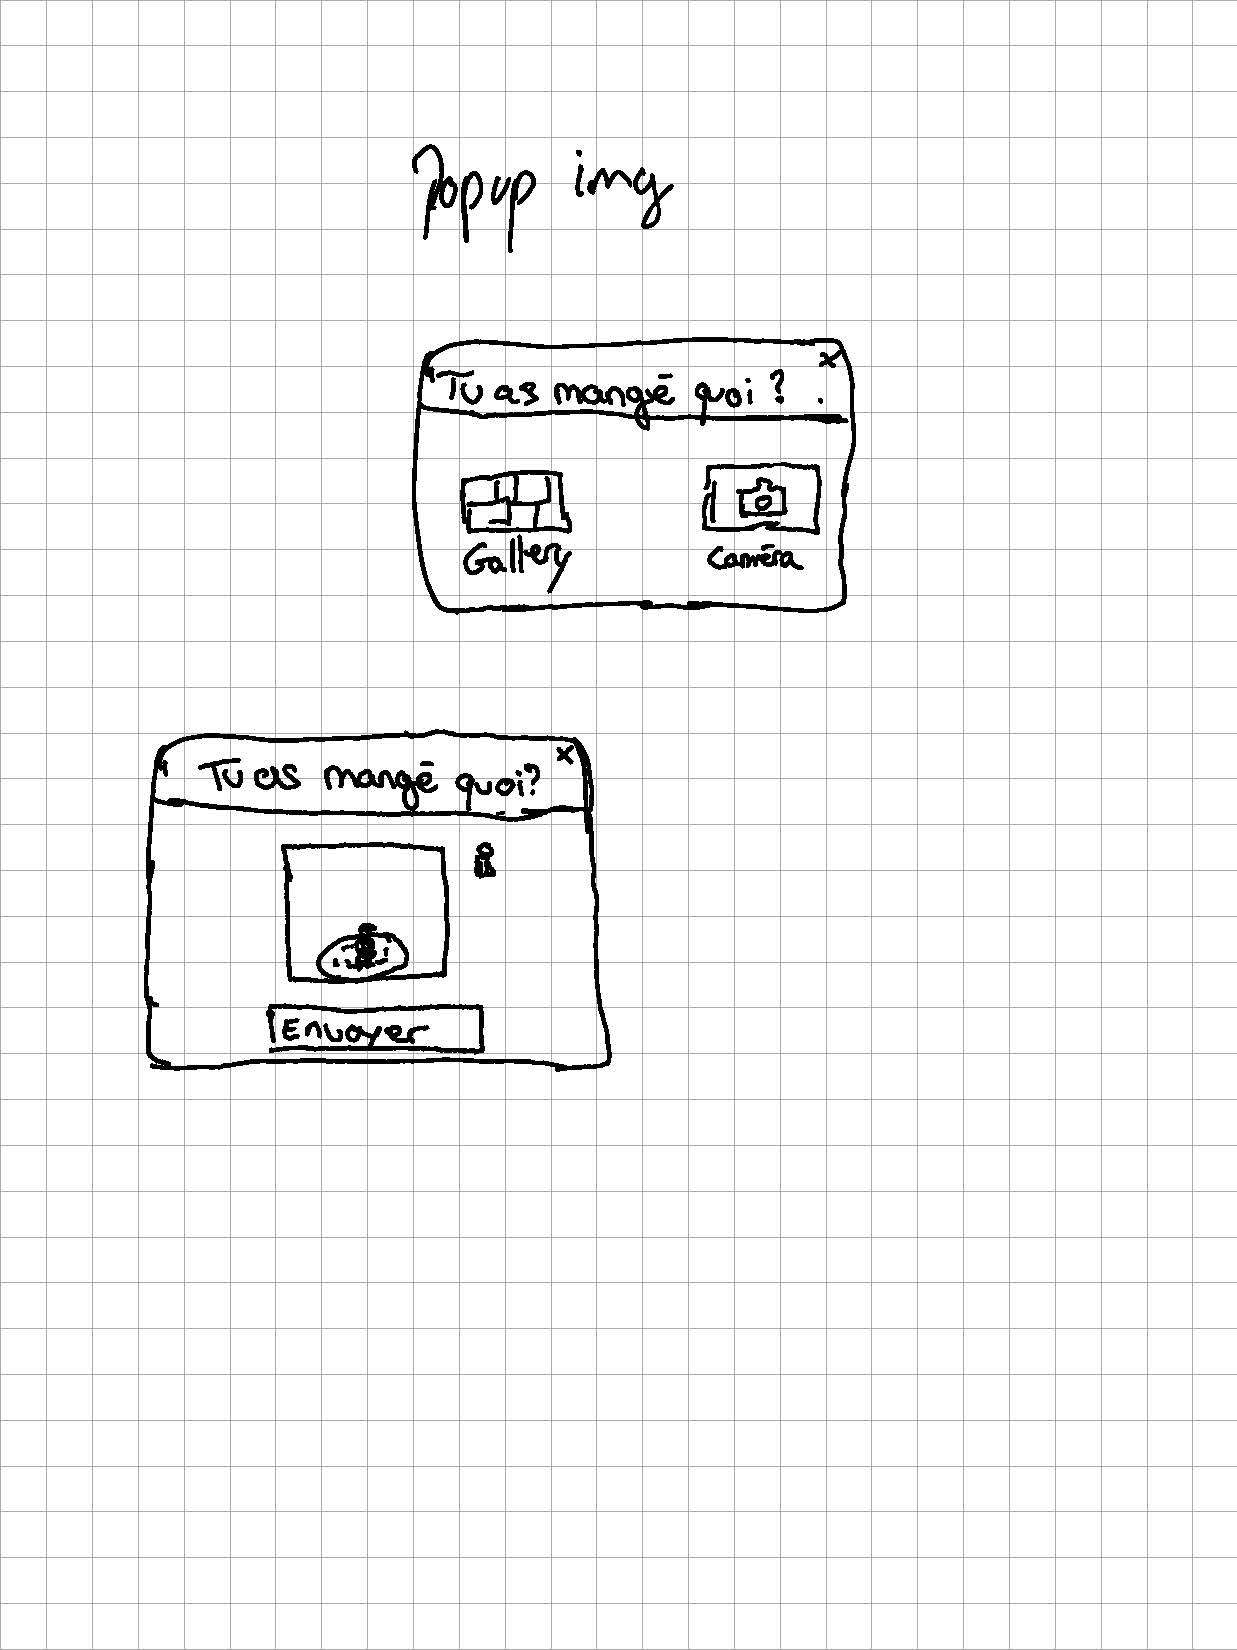 Popup img
Tu as mangé quoi ?
x
Gallery
Caméra
Tu as mangé quoi?
x
Envoyer